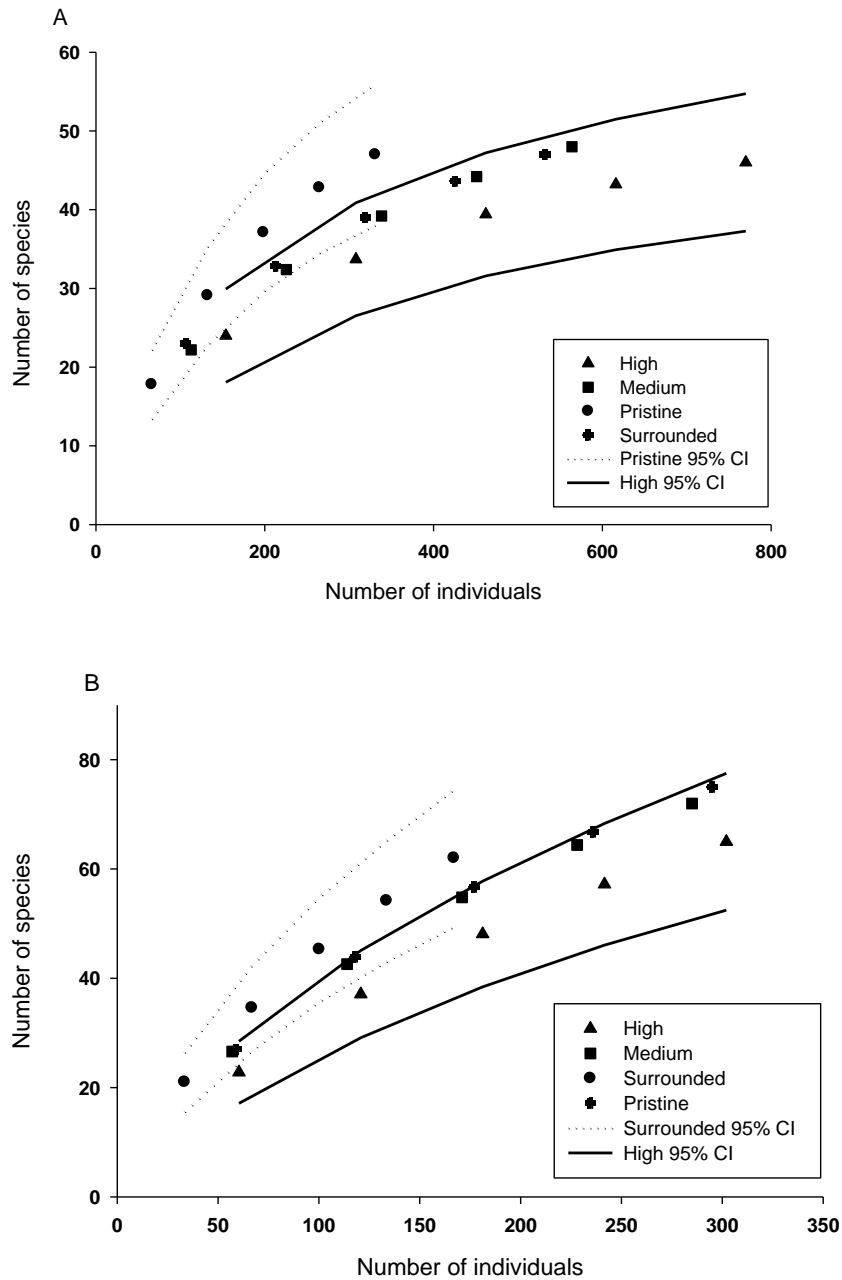 A
60
50
40
30
20
10
0
Number of species
High
Medium
Pristine
Surrounded
Pristine 95% CI
High 95% CI
0 200 400 600 800
Number of individuals
B
80
60
40
20
0
Number of species
High
Medium
Surrounded
Pristine
Surrounded 95% CI
High 95% CI
0 50 100 150 200 250 300 350
Number of individuals